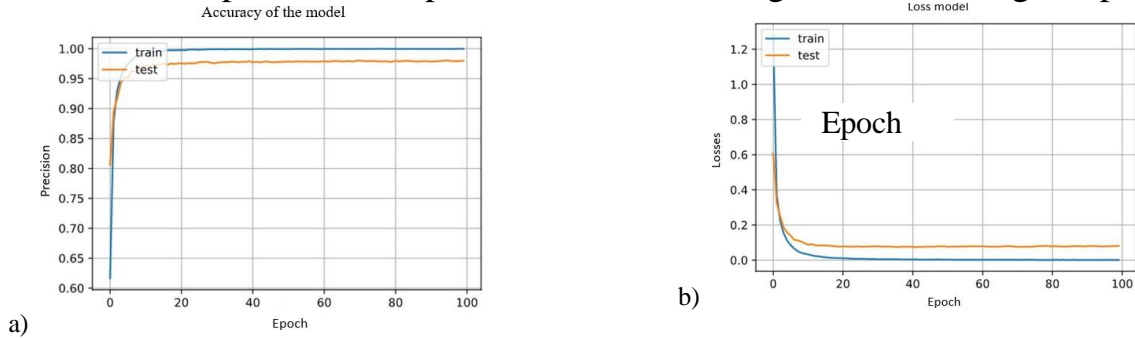 Accuracy of the model
1.00
0.95
0.90
0.85
0.80
0.75
0.70
0.65
0.60
Precision
train
test
0
20
40
60
80
100
Epoch
a)
Loss model
1.2
1.0
0.8
0.6
0.4
0.2
0.0
Losses
train
test
Epoch
0
20
40
60
80
100
Epoch
b)